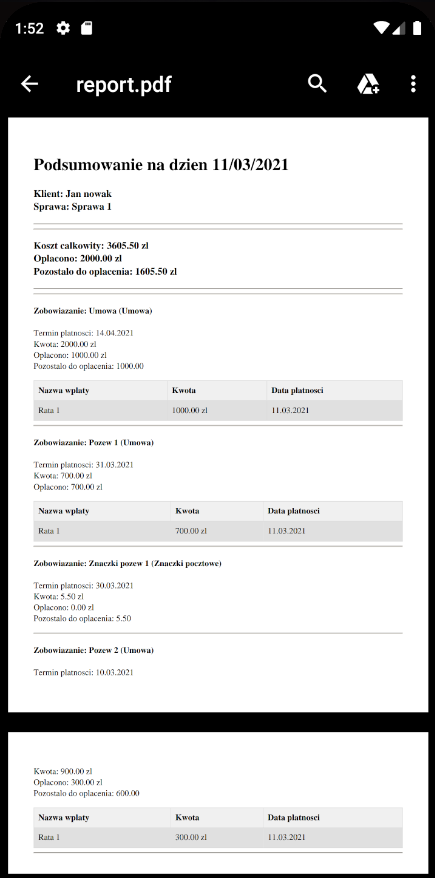 1:52
report.pdf
Podsumowanie na dzien 11/03/2021
Klient: Jan nowak
Sprawa: Sprawa 1
Koszt calkowity: 3605.50 zl
Oplacono: 2000.00 zl
Pozostalo do oplacenia: 1605.50 zl
Zobowiazanie: Umowa (Umowa)
Termin platnosci: 14.04.2021
Kwota: 2000.00 zl
Oplacono: 1000.00 zl
Pozostalo do oplacenia: 1000.00
Nazwa wplaty Kwota Data platnosci
Rata 1 1000.00 zl 11.03.2021
Zobowiazanie: Pozew 1 (Umowa)
Termin platnosci: 31.03.2021
Kwota: 700.00 zl
Oplacono: 700.00 zl
Nazwa wplaty Kwota Data platnosci
Rata 1 700.00 zl 11.03.2021
Zobowiazanie: Znaczki pozew 1 (Znaczki pocztowe)
Termin platnosci: 30.03.2021
Kwota: 5.50 zl
Oplacono: 0.00 zl
Pozostalo do oplacenia: 5.50
Zobowiazanie: Pozew 2 (Umowa)
Termin platnosci: 10.03.2021
Kwota: 900.00 zl
Oplacono: 300.00 zl
Pozostalo do oplacenia: 600.00
Nazwa wplaty Kwota Data platnosci
Rata 1 300.00 zl 11.03.2021